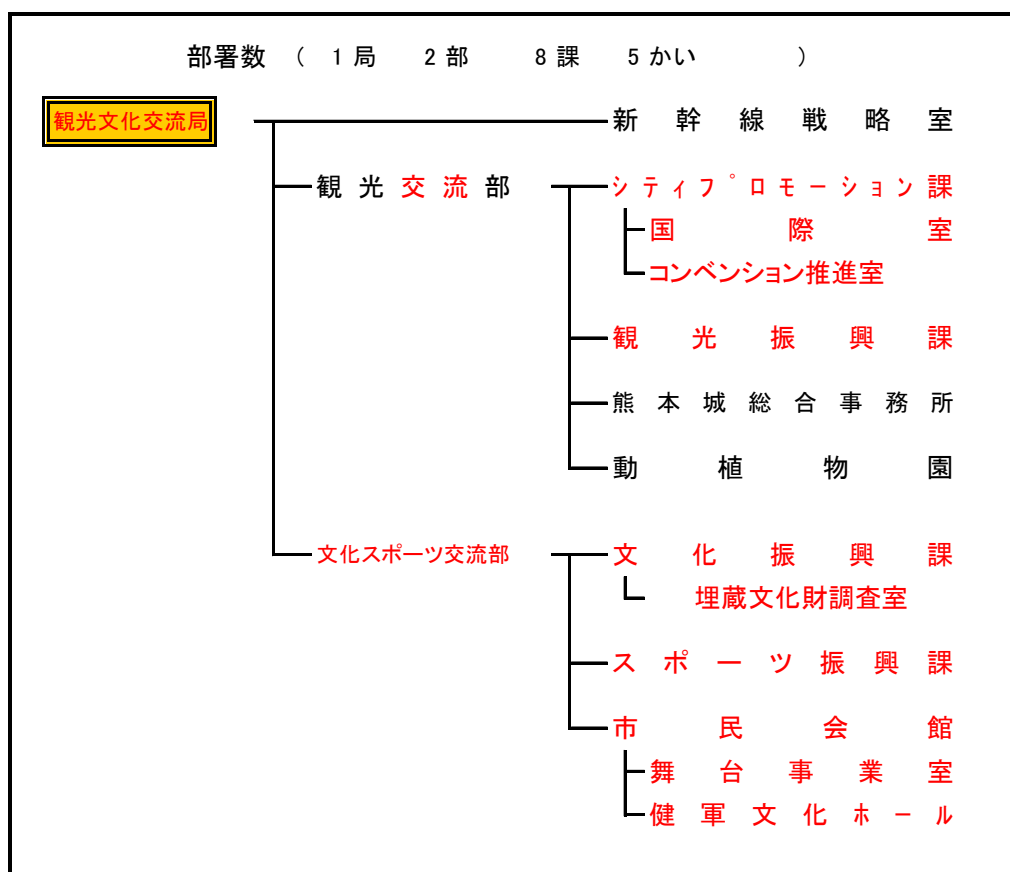 部署数 （ 1 局 2 部 8 課 5 かい ）
観光文化交流局 新幹線戦略室
観光交流部 シティプロモーション課
国際室
コンベンション推進室
観光振興課
熊本城総合事務所
動植物園
文化スポーツ交流部 文化振興課
埋蔵文化財調査室
スポーツ振興課
市民会館
舞台事業室
健軍文化ホール